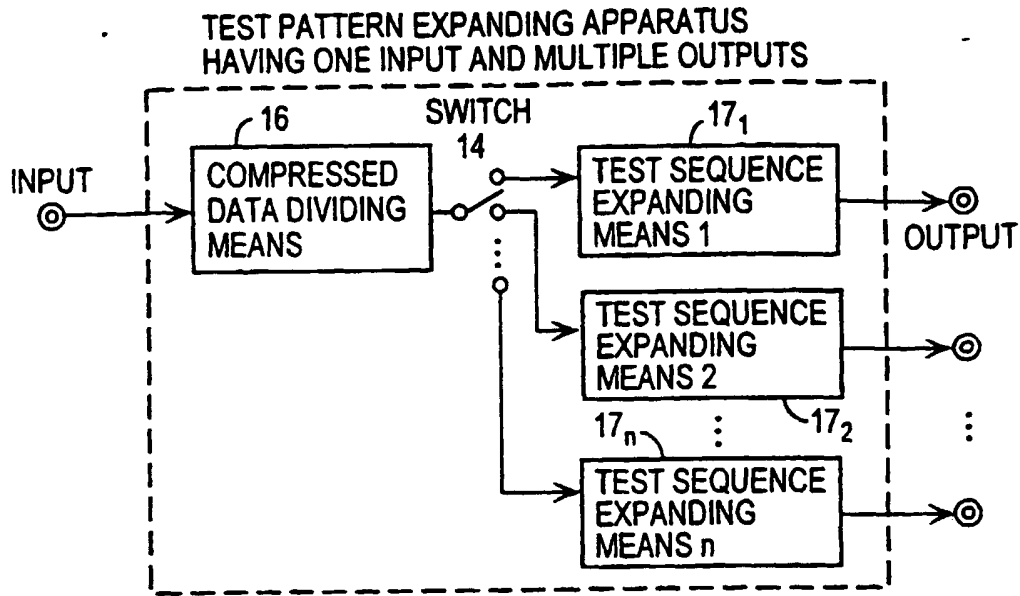 TEST PATTERN EXPANDING APPARATUS
HAVING ONE INPUT AND MULTIPLE OUTPUTS
INPUT
16
COMPRESSED
DATA DIVIDING
MEANS
SWITCH
14
17₁
TEST SEQUENCE
EXPANDING
MEANS 1
OUTPUT
TEST SEQUENCE
EXPANDING
MEANS 2
17₂
17ₙ
TEST SEQUENCE
EXPANDING
MEANS n